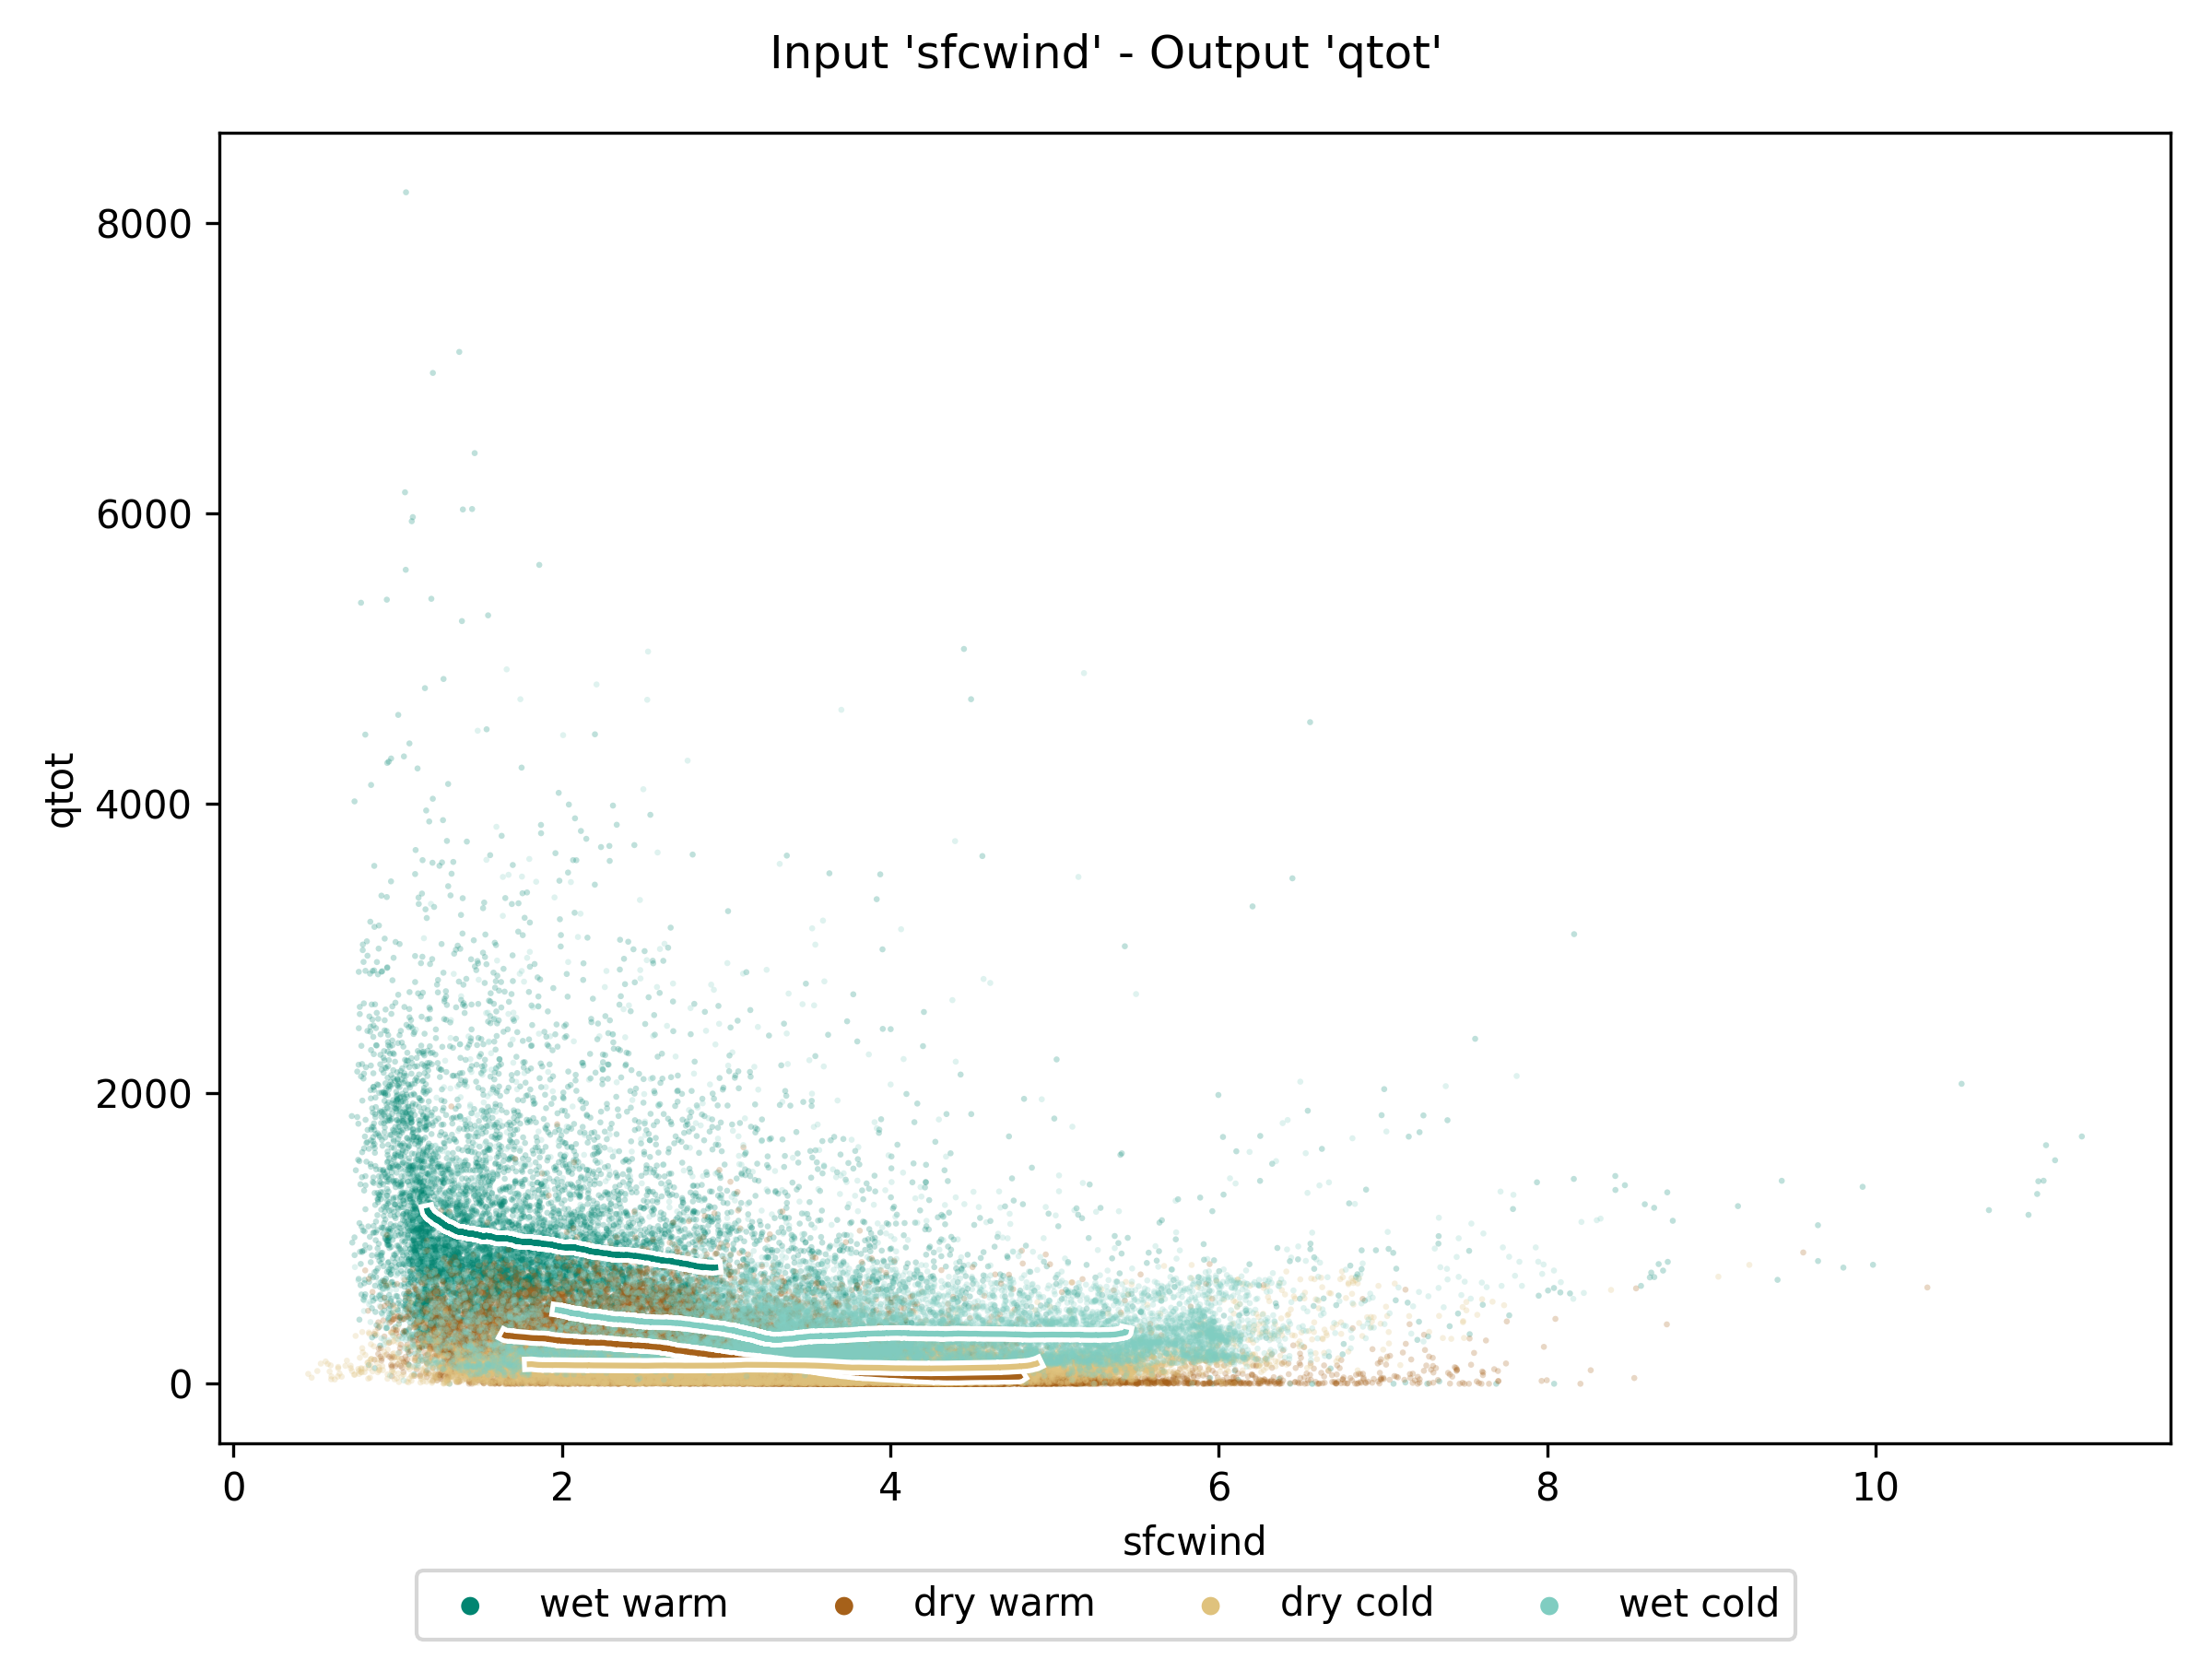 Input 'sfcwind' - Output 'qtot'
8000
6000
4000
2000
0
qtot
0 2 4 6 8 10
sfcwind
wet warm dry warm dry cold wet cold